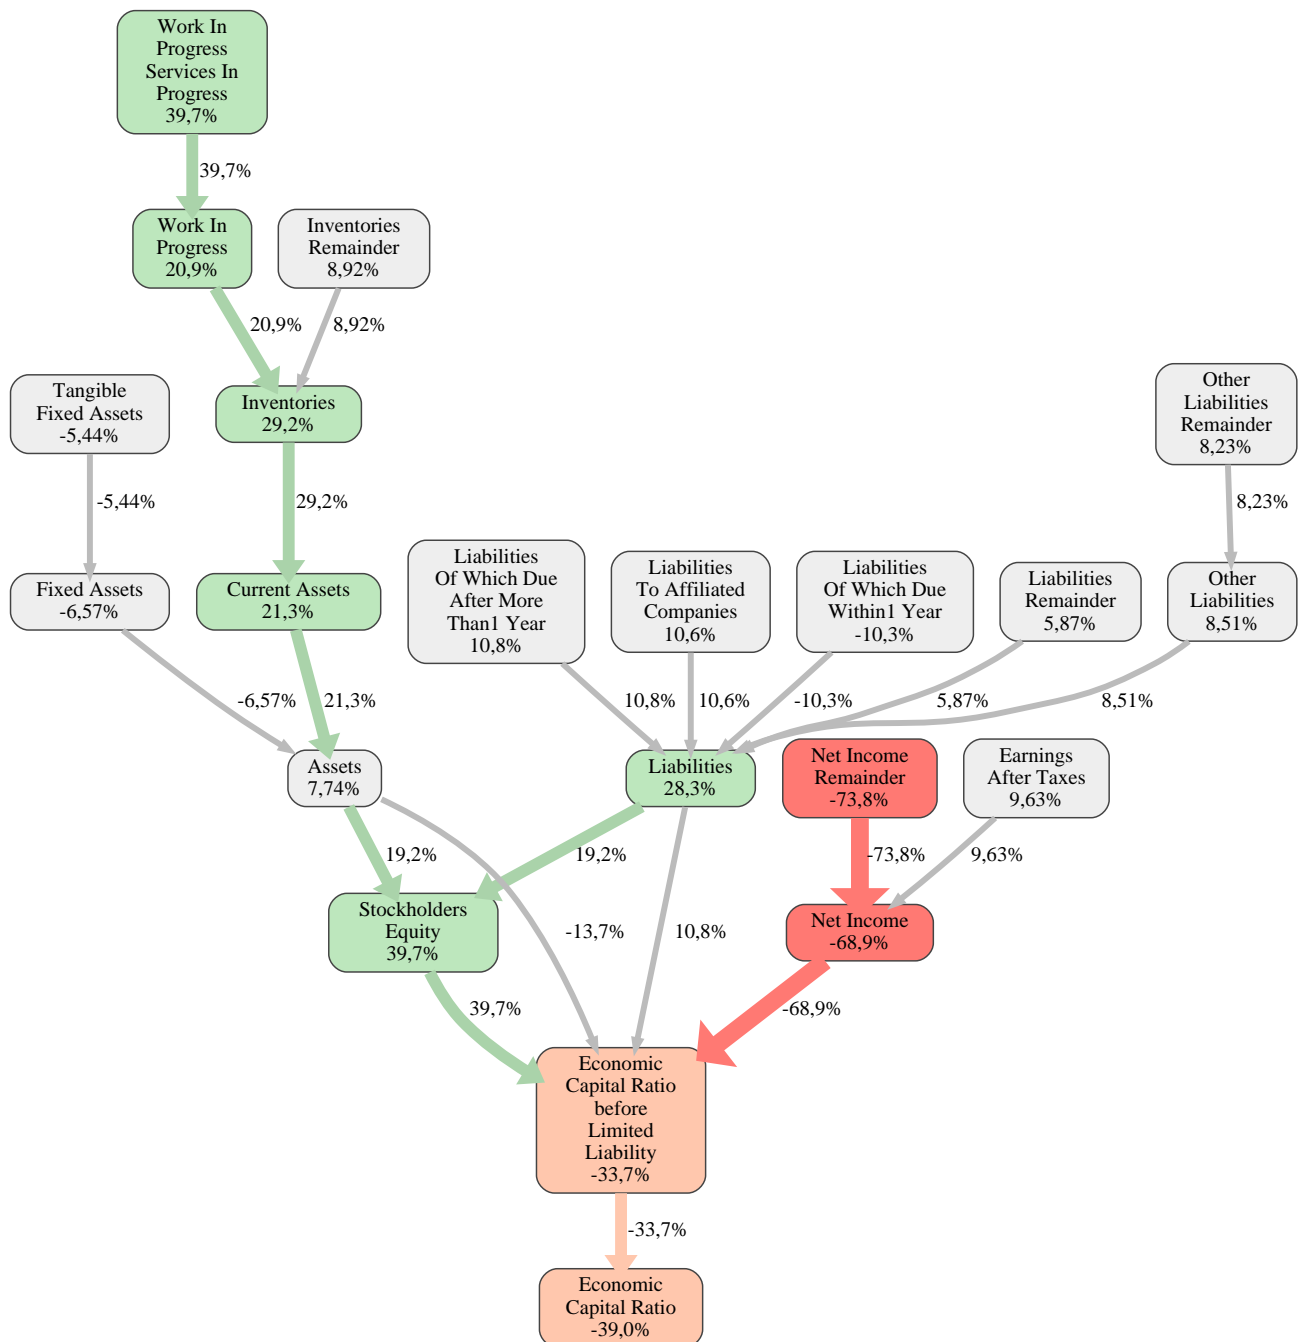 Work In
Progress
Services In
Progress
39,7%
39,7%
Work In
Progress
20,9%
Inventories
Remainder
8,92%
20,9%
8,92%
Tangible
Fixed Assets
-5,44%
Inventories
29,2%
Other
Liabilities
Remainder
8,23%
-5,44%
29,2%
8,23%
Fixed Assets
-6,57%
Current Assets
21,3%
Liabilities
Of Which Due
After More
Than1 Year
10,8%
Liabilities
To Affiliated
Companies
10,6%
Liabilities
Of Which Due
Within1 Year
-10,3%
Liabilities
Remainder
5,87%
Other
Liabilities
8,51%
-6,57%
21,3%
10,8%
10,6%
-10,3%
5,87%
8,51%
Assets
7,74%
Liabilities
28,3%
Net Income
Remainder
-73,8%
Earnings
After Taxes
9,63%
19,2%
19,2%
-73,8%
9,63%
Stockholders
Equity
39,7%
-13,7%
10,8%
Net Income
-68,9%
39,7%
-68,9%
Economic
Capital Ratio
before
Limited
Liability
-33,7%
-33,7%
Economic
Capital Ratio
-39,0%